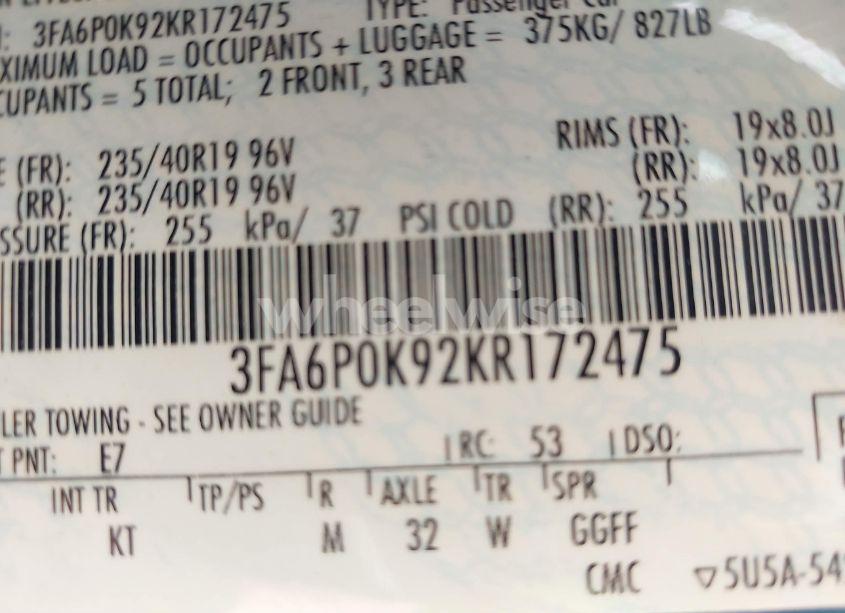 : 3FA6P0K92KR172475 TYPE: Passenger Car
XIMUM LOAD = OCCUPANTS + LUGGAGE = 375KG/ 827LB
CUPANTS = 5 TOTAL; 2 FRONT, 3 REAR
E (FR): 235/40R19 96V RIMS (FR): 19x8.0J
(RR): 235/40R19 96V (RR): 19x8.0J
SSURE (FR): 255 kPa/ 37 PSI COLD (RR): 255 kPa/ 37
wheelwise
3FA6P0K92KR172475
LER TOWING - SEE OWNER GUIDE
T PNT: E7 RC: 53 DSO:
INT TR TP/PS R AXLE TR SPR
KT M 32 W GGFF
CMC ▽5U5A-54